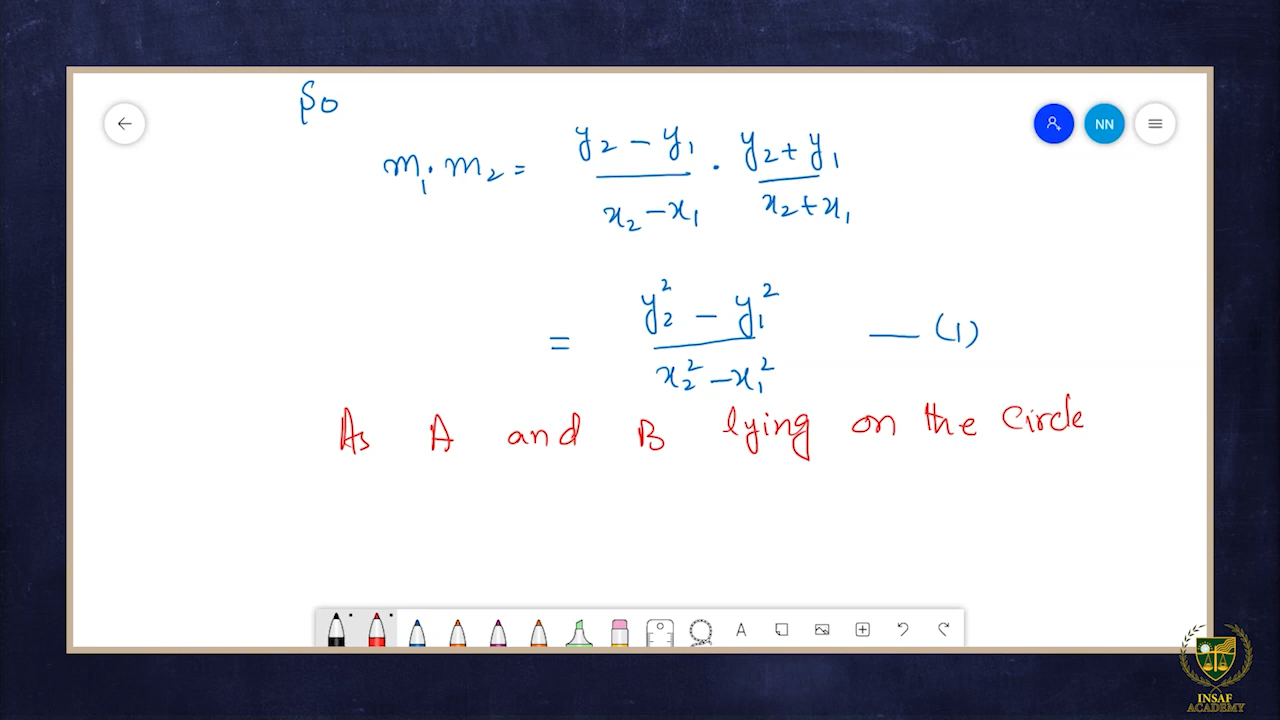 So
NN
m₁·m₂ = (y₂ - y₁)/(x₂ - x₁) · (y₂ + y₁)/(x₂ + x₁)
= (y₂² - y₁²)/(x₂² - x₁²) — (1)
As A and B lying on the circle
A
INSAF
ACADEMY